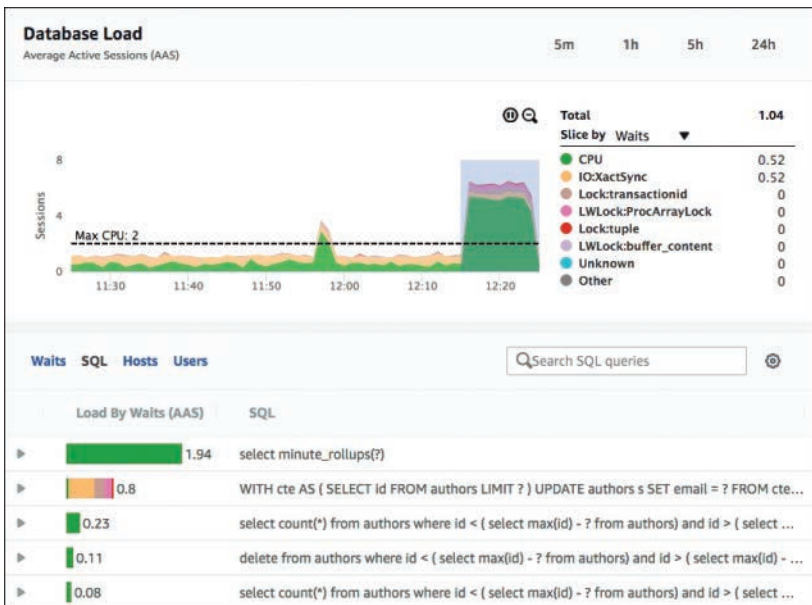 Database Load
Average Active Sessions (AAS)
5m 1h 5h 24h
Total 1.04
Slice by Waits
CPU 0.52
IO:XactSync 0.52
Lock:transactionid 0
LWLock:ProcArrayLock 0
Lock:tuple 0
LWLock:buffer_content 0
Unknown 0
Other 0
Sessions
8
4
0
Max CPU: 2
11:30 11:40 11:50 12:00 12:10 12:20
Waits SQL Hosts Users
Search SQL queries
Load By Waits (AAS) SQL
1.94 select minute_rollups(?)
0.8 WITH cte AS ( SELECT id FROM authors LIMIT ? ) UPDATE authors s SET email = ? FROM cte...
0.23 select count(*) from authors where id < ( select max(id) - ? from authors) and id > ( select ...
0.11 delete from authors where id < ( select max(id) - ? from authors) and id > ( select max(id) - ...
0.08 select count(*) from authors where id < ( select max(id) - ? from authors) and id > ( select ...